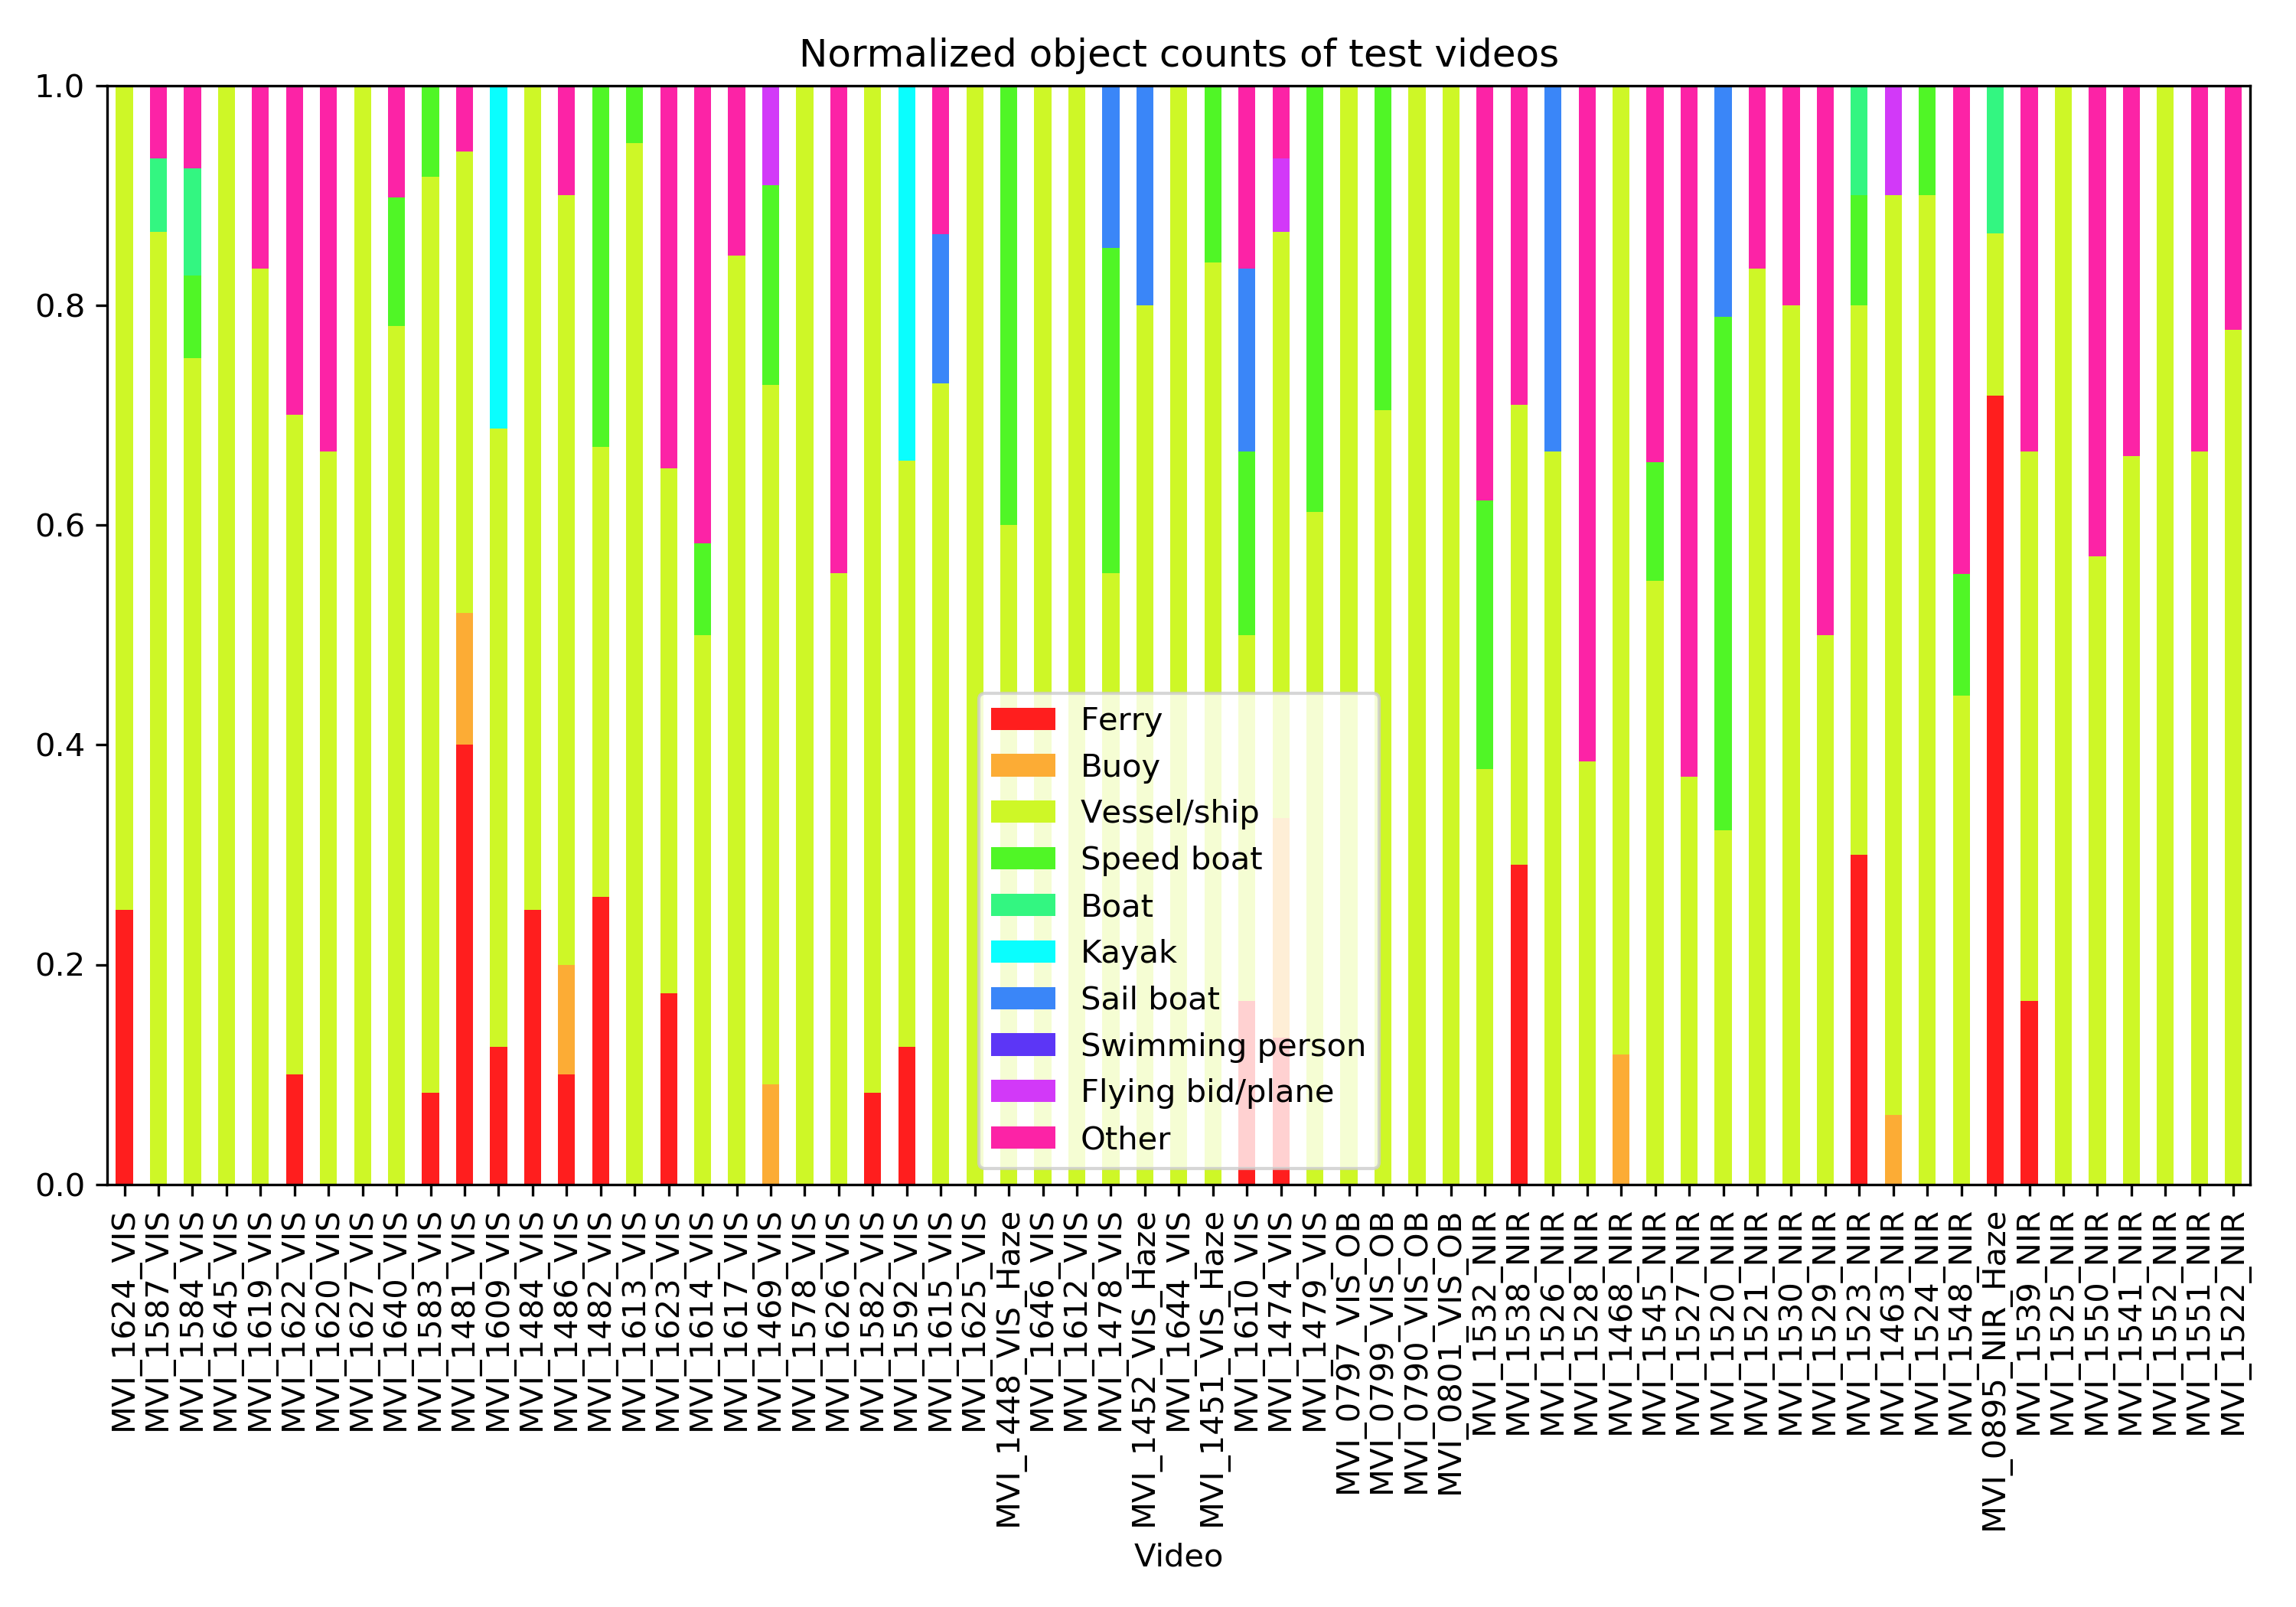 Normalized object counts of test videos
1.0
0.8
0.6
0.4
0.2
0.0
Ferry
Buoy
Vessel/ship
Speed boat
Boat
Kayak
Sail boat
Swimming person
Flying bid/plane
Other
MVI_1624_VIS
MVI_1587_VIS
MVI_1584_VIS
MVI_1645_VIS
MVI_1619_VIS
MVI_1622_VIS
MVI_1620_VIS
MVI_1627_VIS
MVI_1640_VIS
MVI_1583_VIS
MVI_1481_VIS
MVI_1609_VIS
MVI_1484_VIS
MVI_1486_VIS
MVI_1482_VIS
MVI_1613_VIS
MVI_1623_VIS
MVI_1614_VIS
MVI_1617_VIS
MVI_1469_VIS
MVI_1578_VIS
MVI_1626_VIS
MVI_1582_VIS
MVI_1592_VIS
MVI_1615_VIS
MVI_1625_VIS
MVI_1448_VIS_Haze
MVI_1646_VIS
MVI_1612_VIS
MVI_1478_VIS
MVI_1452_VIS_Haze
MVI_1644_VIS
MVI_1451_VIS_Haze
MVI_1610_VIS
MVI_1474_VIS
MVI_1479_VIS
MVI_0797_VIS_OB
MVI_0799_VIS_OB
MVI_0790_VIS_OB
MVI_0801_VIS_OB
MVI_1532_NIR
MVI_1538_NIR
MVI_1526_NIR
MVI_1528_NIR
MVI_1468_NIR
MVI_1545_NIR
MVI_1527_NIR
MVI_1520_NIR
MVI_1521_NIR
MVI_1530_NIR
MVI_1529_NIR
MVI_1523_NIR
MVI_1463_NIR
MVI_1524_NIR
MVI_1548_NIR
MVI_0895_NIR_Haze
MVI_1539_NIR
MVI_1525_NIR
MVI_1550_NIR
MVI_1541_NIR
MVI_1552_NIR
MVI_1551_NIR
MVI_1522_NIR
Video